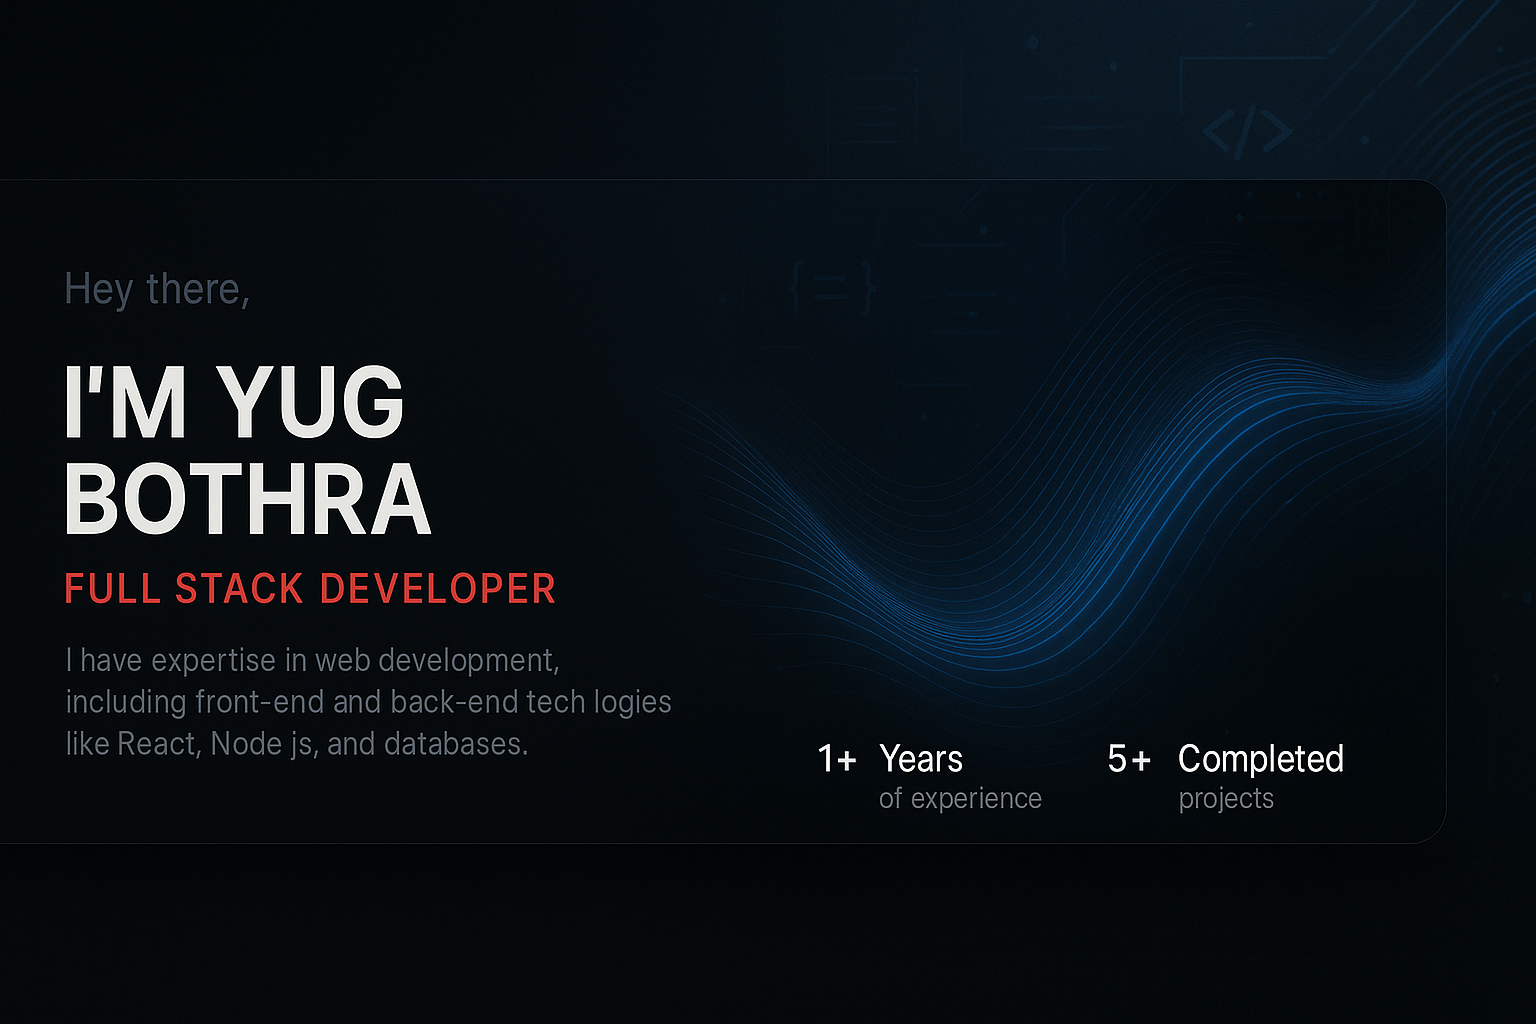 </>
{=}
Hey there,
I'M YUG
BOTHRA
FULL STACK DEVELOPER
I have expertise in web development,
including front-end and back-end tech logies
like React, Node js, and databases.
1+ Years
of experience
5+ Completed
projects